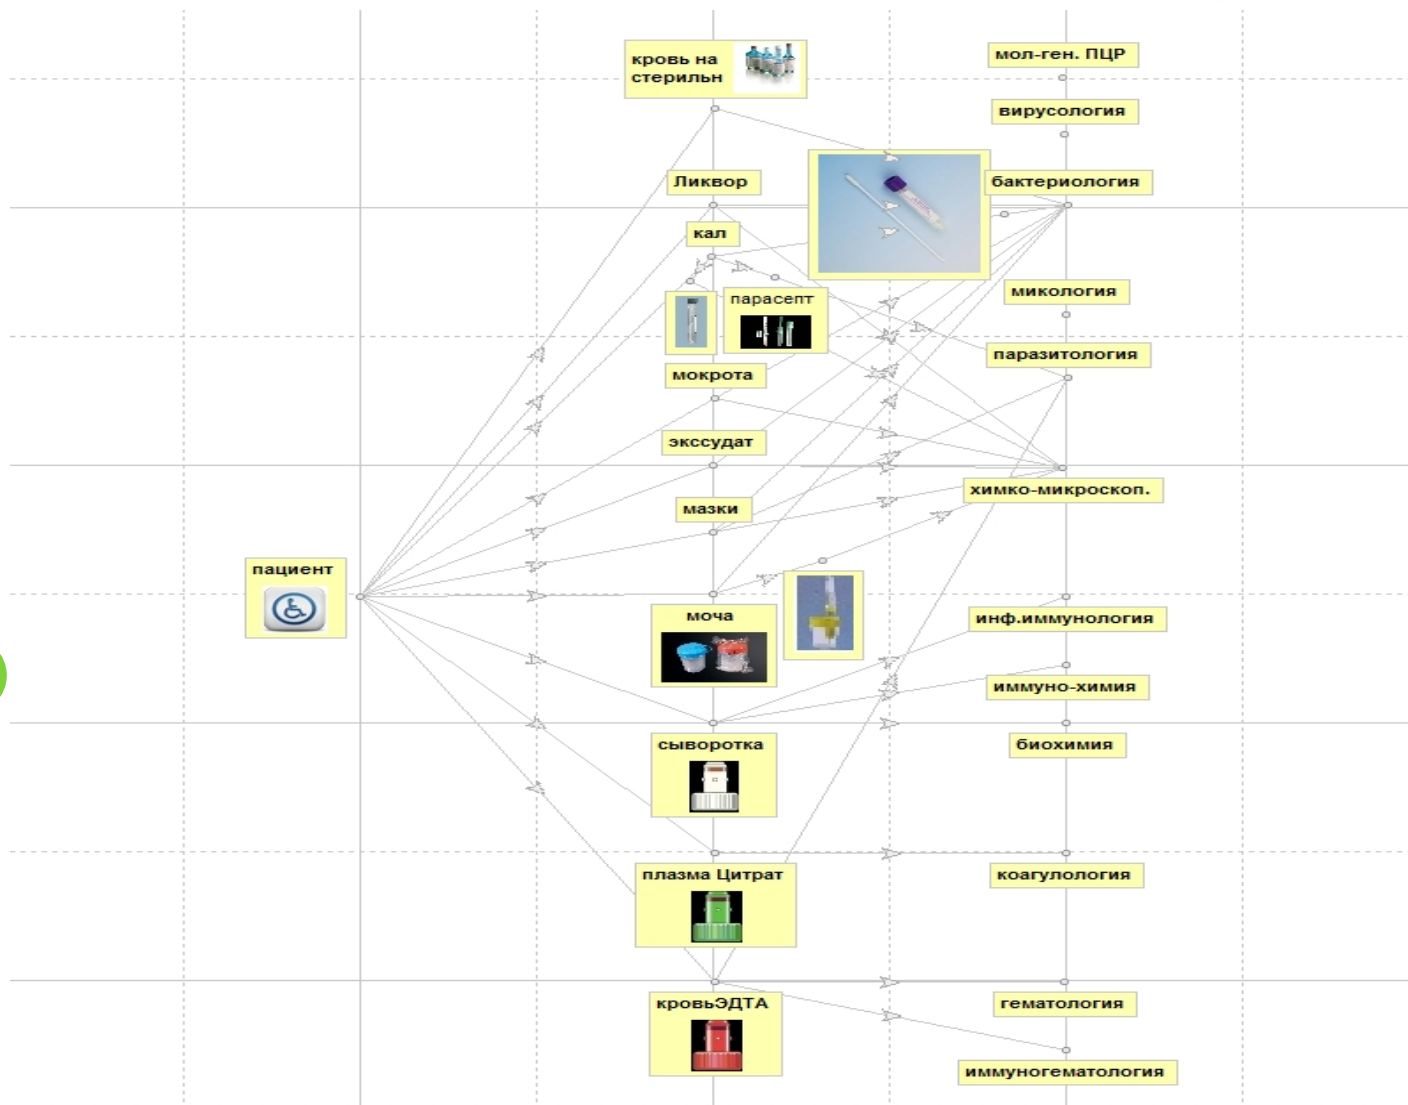 кровь на
стерильн
мол-ген. ПЦР
вирусология
Ликвор
бактериология
кал
микология
парасепт
паразитология
мокрота
экссудат
химко-микроскоп.
мазки
пациент
моча
инф.иммунология
иммуно-химия
сыворотка
биохимия
плазма Цитрат
коагулология
кровьЭДТА
гематология
иммуногематология